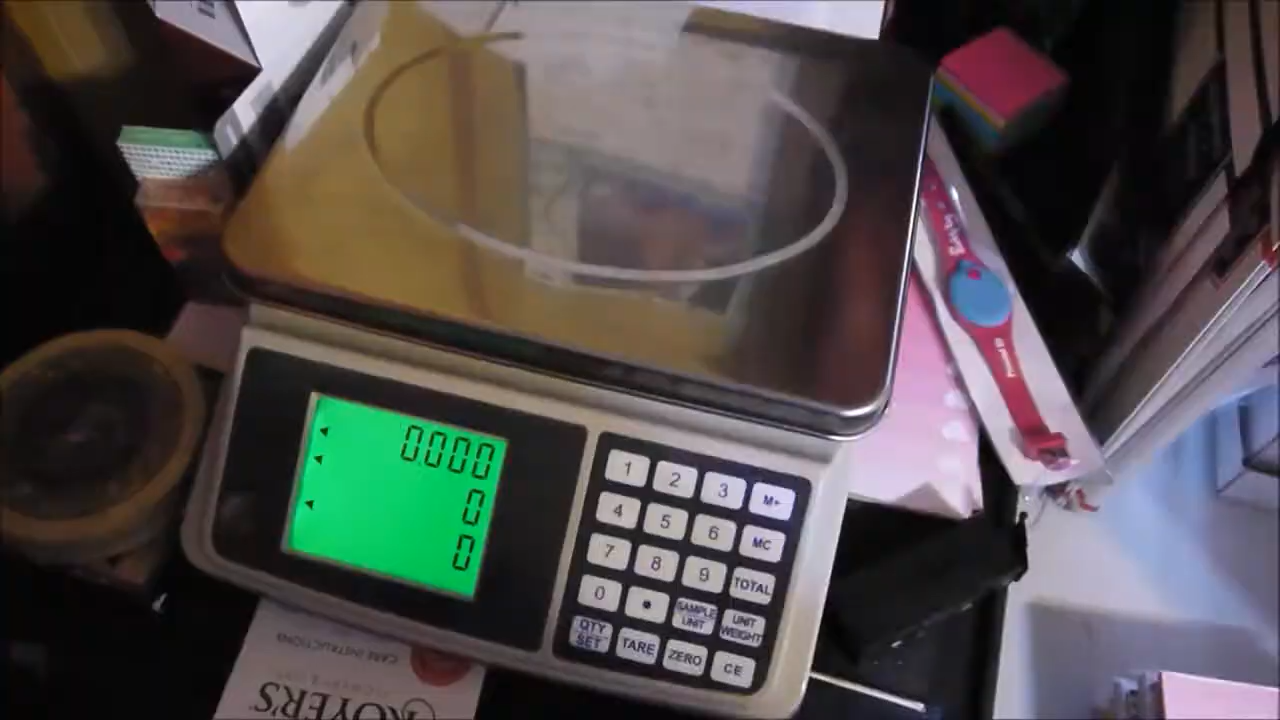 0000
0
0
1 2 3 M+
4 5 6 MC
7 8 9 TOTAL
0 • SAMPLE UNIT UNIT WEIGHT
QTY SET TARE ZERO CE
CARE INSTRUCTIONS
ROYER'S